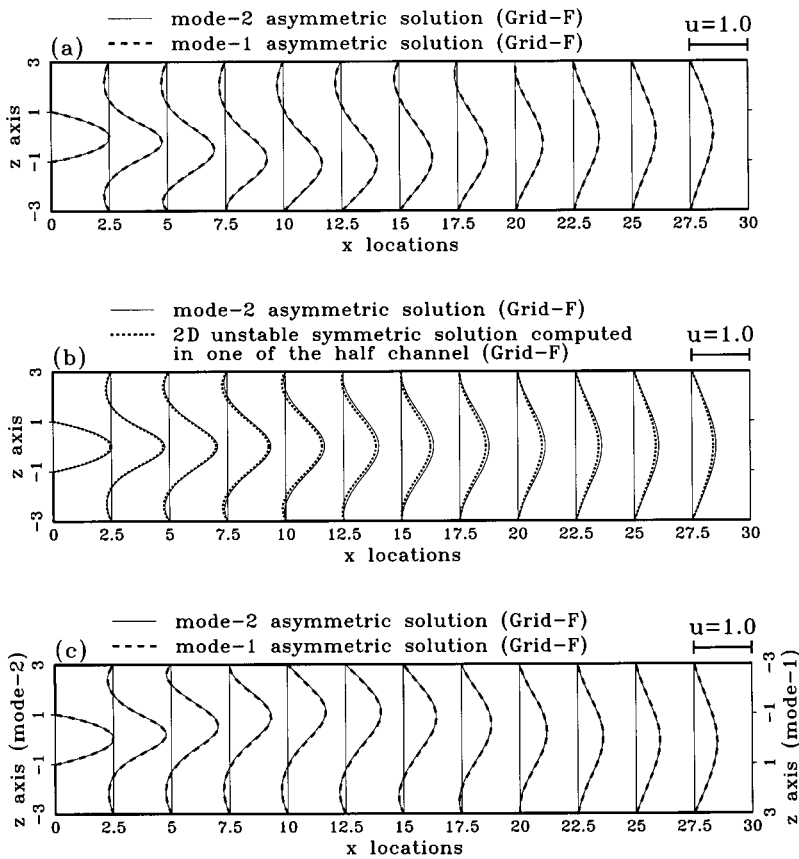 mode-2 asymmetric solution (Grid-F)
mode-1 asymmetric solution (Grid-F)
(a)
u=1.0
z axis
3
1
-1
-3
0 2.5 5 7.5 10 12.5 15 17.5 20 22.5 25 27.5 30
x locations
mode-2 asymmetric solution (Grid-F)
2D unstable symmetric solution computed
in one of the half channel (Grid-F)
(b)
u=1.0
z axis
3
1
-1
-3
0 2.5 5 7.5 10 12.5 15 17.5 20 22.5 25 27.5 30
x locations
mode-2 asymmetric solution (Grid-F)
mode-1 asymmetric solution (Grid-F)
(c)
u=1.0
z axis (mode-2)
3
1
-1
-3
z axis (mode-1)
-3
-1
1
3
0 2.5 5 7.5 10 12.5 15 17.5 20 22.5 25 27.5 30
x locations